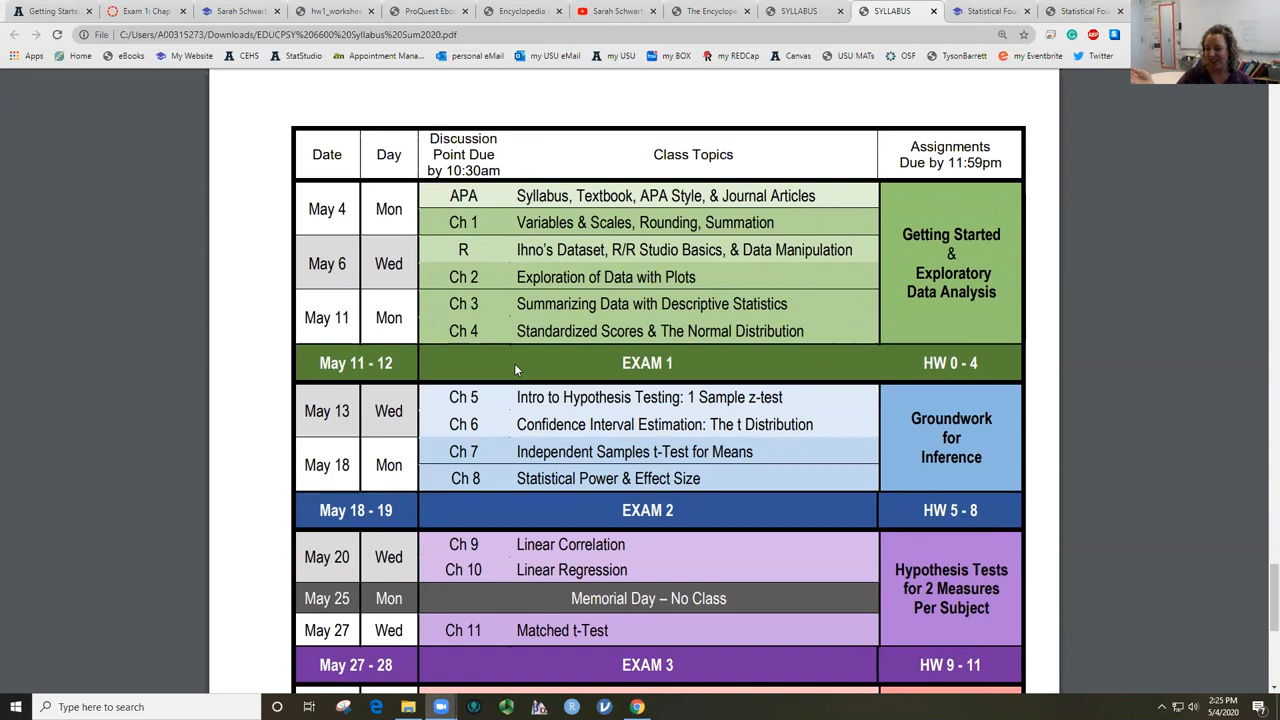 Getting Starte
Exam 1: Chap
Sarah Schwart
hw1_workshee
ProQuest Eboo
Encyclopedia o
Sarah Schwart
The Encyclope
SYLLABUS
SYLLABUS
Statistical Foun
Statistical Foun
File | C:/Users/A00315273/Downloads/EDUCPSY%206600%20Syllabus%20Sum2020.pdf
Apps Home eBooks My Website CEHS StatStudio Appointment Mana... personal eMail my USU eMail my USU my BOX my REDCap Canvas USU MATs OSF TysonBarrett my Eventbrite Twitter
Date Day Discussion Point Due by 10:30am Class Topics Assignments Due by 11:59pm
May 4 Mon
APA Syllabus, Textbook, APA Style, & Journal Articles
Ch 1 Variables & Scales, Rounding, Summation
May 6 Wed
R Ihno's Dataset, R/R Studio Basics, & Data Manipulation
Ch 2 Exploration of Data with Plots
May 11 Mon
Ch 3 Summarizing Data with Descriptive Statistics
Ch 4 Standardized Scores & The Normal Distribution
Getting Started
&
Exploratory
Data Analysis
May 11 - 12 EXAM 1 HW 0 - 4
May 13 Wed
Ch 5 Intro to Hypothesis Testing: 1 Sample z-test
Ch 6 Confidence Interval Estimation: The t Distribution
May 18 Mon
Ch 7 Independent Samples t-Test for Means
Ch 8 Statistical Power & Effect Size
Groundwork
for
Inference
May 18 - 19 EXAM 2 HW 5 - 8
May 20 Wed
Ch 9 Linear Correlation
Ch 10 Linear Regression
May 25 Mon Memorial Day – No Class
May 27 Wed Ch 11 Matched t-Test
Hypothesis Tests
for 2 Measures
Per Subject
May 27 - 28 EXAM 3 HW 9 - 11
Type here to search
2:25 PM
5/4/2020